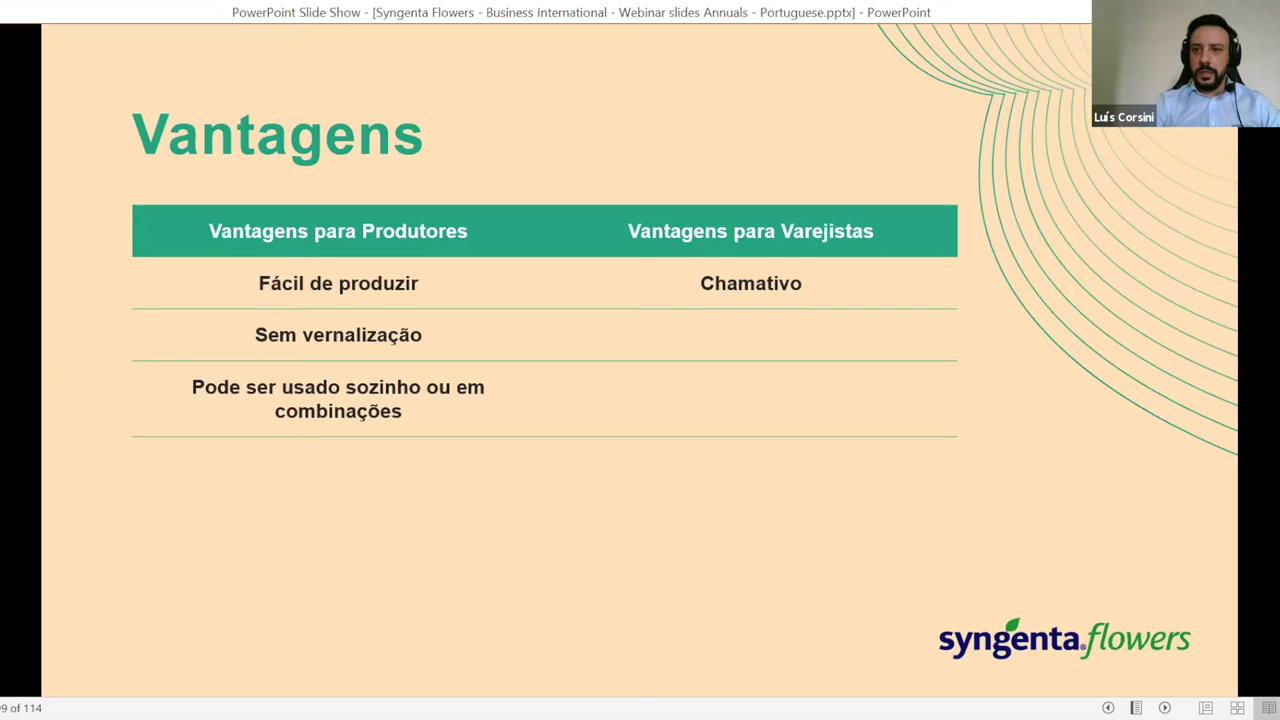 PowerPoint Slide Show - [Syngenta Flowers - Business International - Webinar slides Annuals - Portuguese.pptx] - PowerPoint
Luís Corsini
Vantagens
Vantagens para Produtores
Vantagens para Varejistas
Fácil de produzir
Chamativo
Sem vernalização
Pode ser usado sozinho ou em
combinações
syngenta® flowers
of 114